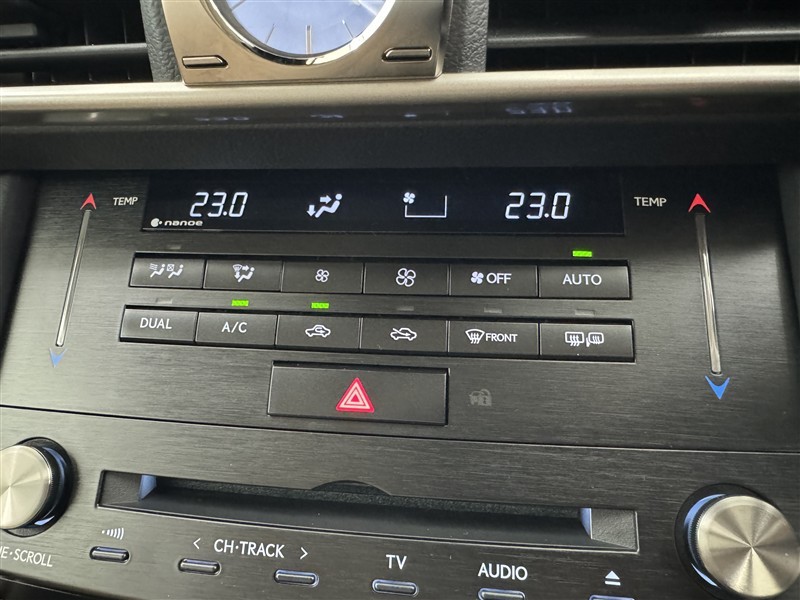 TEMP 23.0 23.0 TEMP
nanoe
OFF AUTO
DUAL A/C FRONT
E·SCROLL < CH·TRACK > TV AUDIO